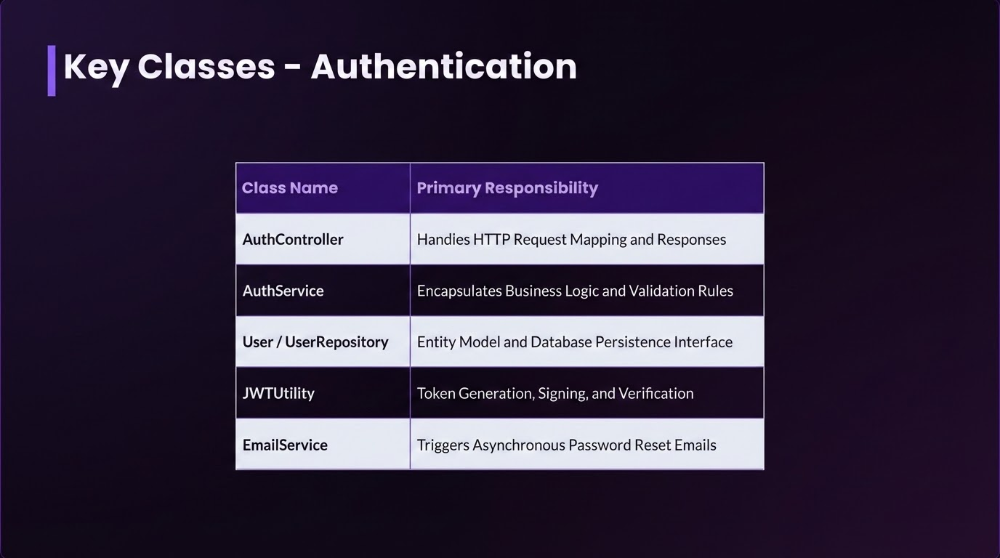 Key Classes - Authentication
Class Name Primary Responsibility
AuthController Handies HTTP Request Mapping and Responses
AuthService Encapsulates Business Logic and Validation Rules
User / UserRepository Entity Model and Database Persistence Interface
JWTUtility Token Generation, Signing, and Verification
EmailService Triggers Asynchronous Password Reset Emails